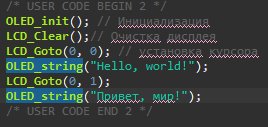 /* USER CODE BEGIN 2 */
OLED_init(); // Инициализация
LCD_Clear();// Очистка дисплея
LCD_Goto(0, 0); // установка курсора
OLED_string("Hello, world!");
LCD_Goto(0, 1);
OLED_string("Привет, мир!");
/* USER CODE END 2 */